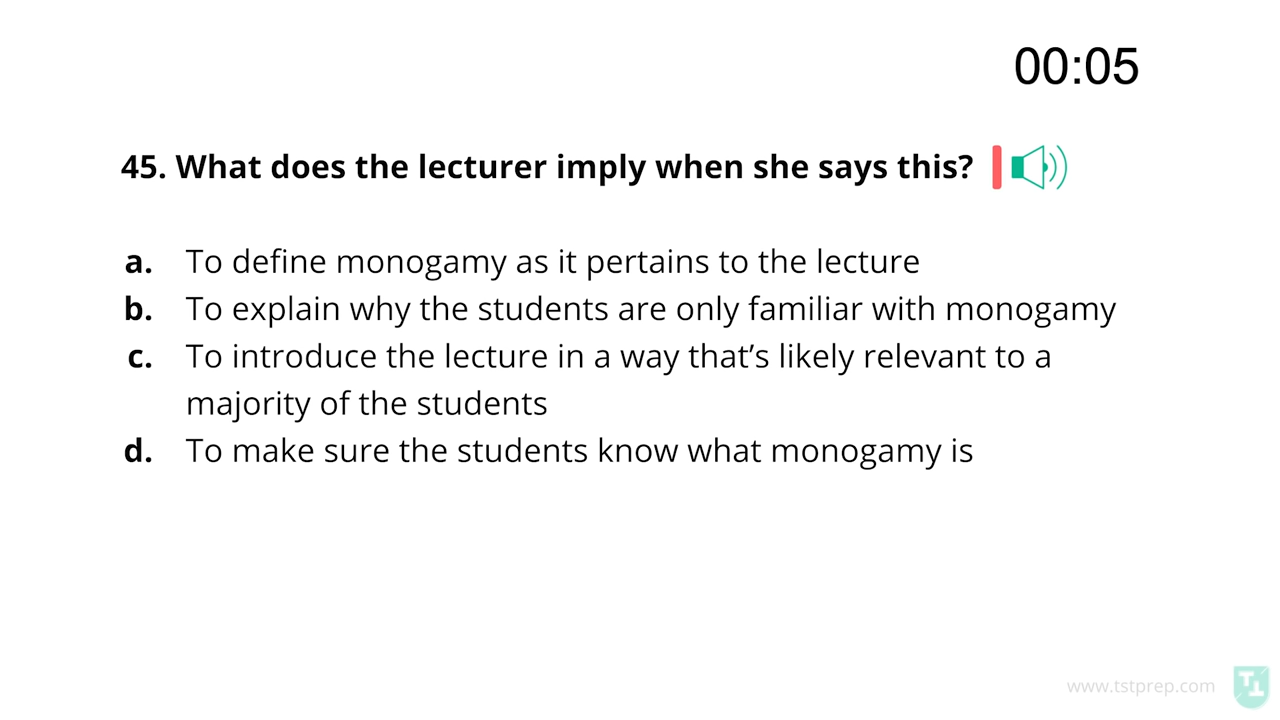 00:05
45. What does the lecturer imply when she says this?
a. To define monogamy as it pertains to the lecture
b. To explain why the students are only familiar with monogamy
c. To introduce the lecture in a way that's likely relevant to a
majority of the students
d. To make sure the students know what monogamy is
www.tstprep.com